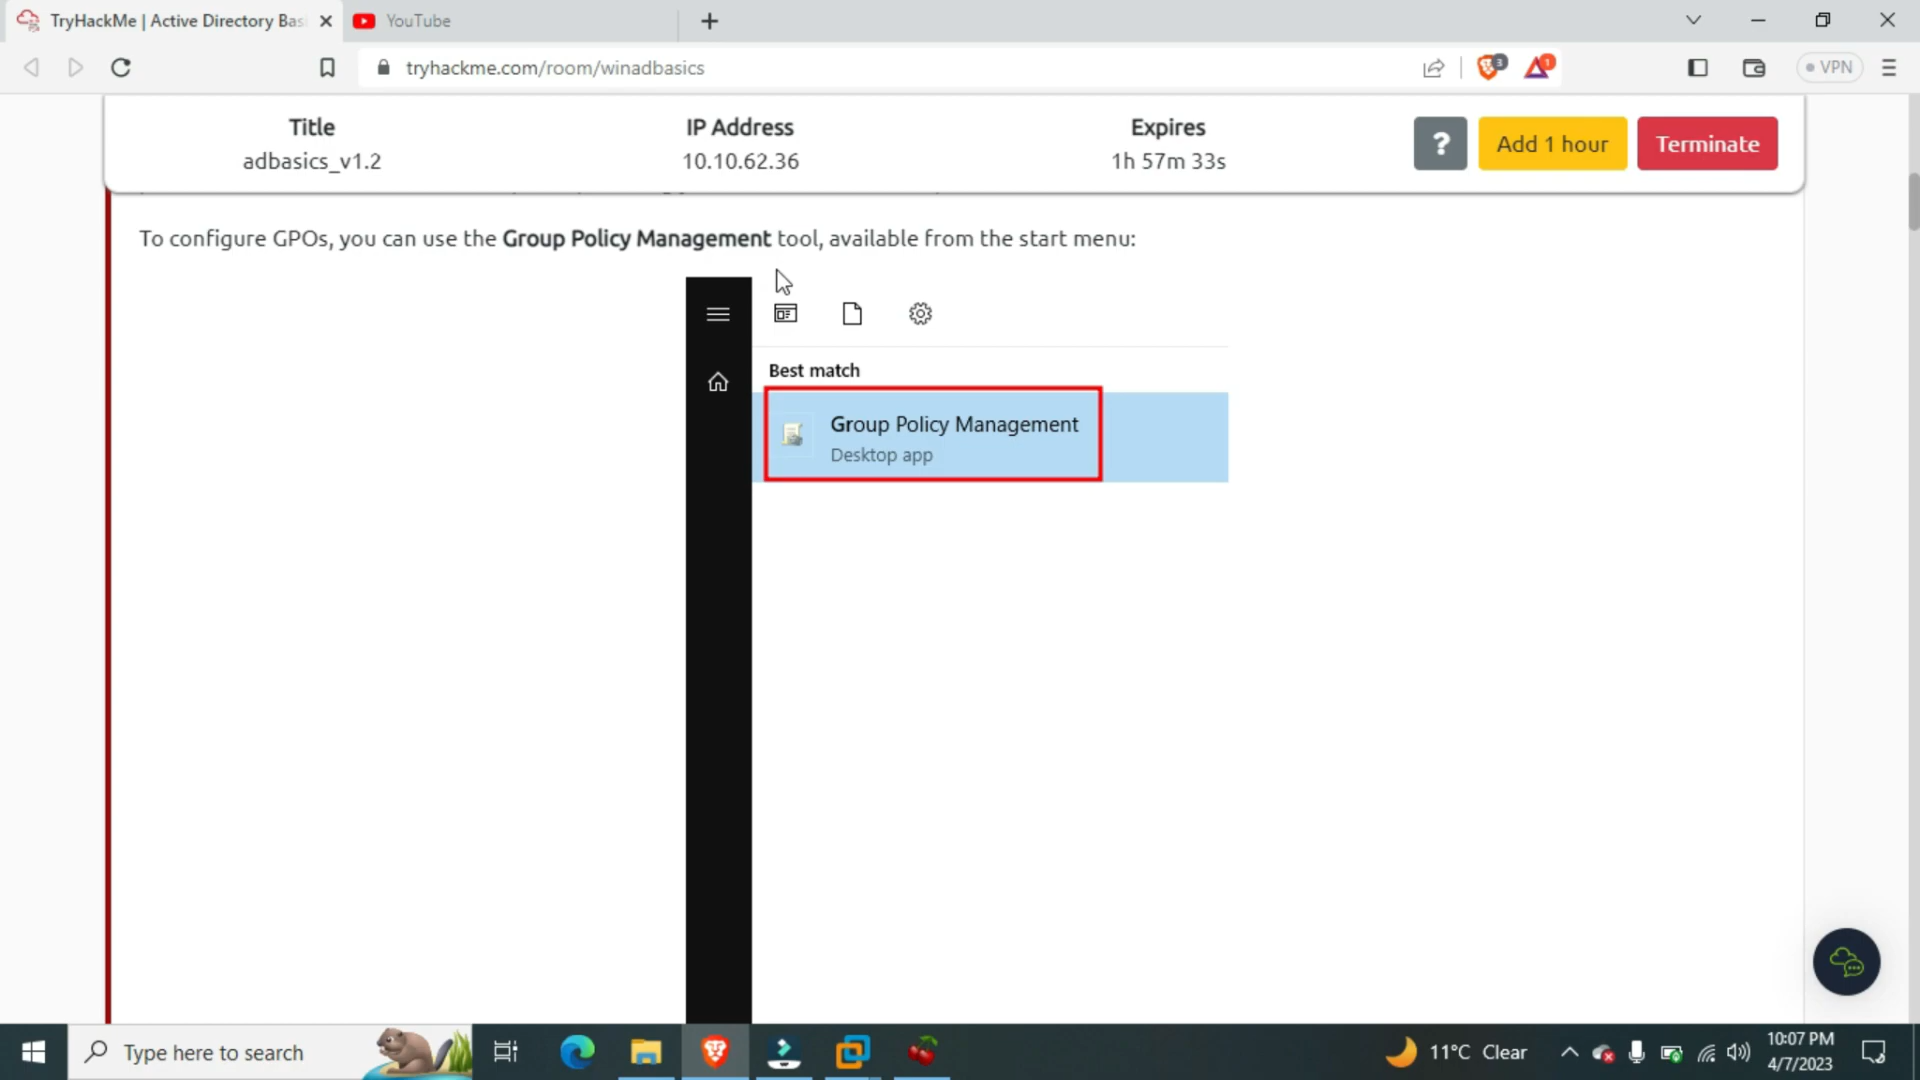 TryHackMe | Active Directory Bas
YouTube
tryhackme.com/room/winadbasics
3
1
VPN
Title
IP Address
Expires
adbasics_v1.2
10.10.62.36
1h 57m 33s
?
Add 1 hour
Terminate
To configure GPOs, you can use the Group Policy Management tool, available from the start menu:
Best match
Group Policy Management
Desktop app
Type here to search
11°C Clear
10:07 PM
4/7/2023